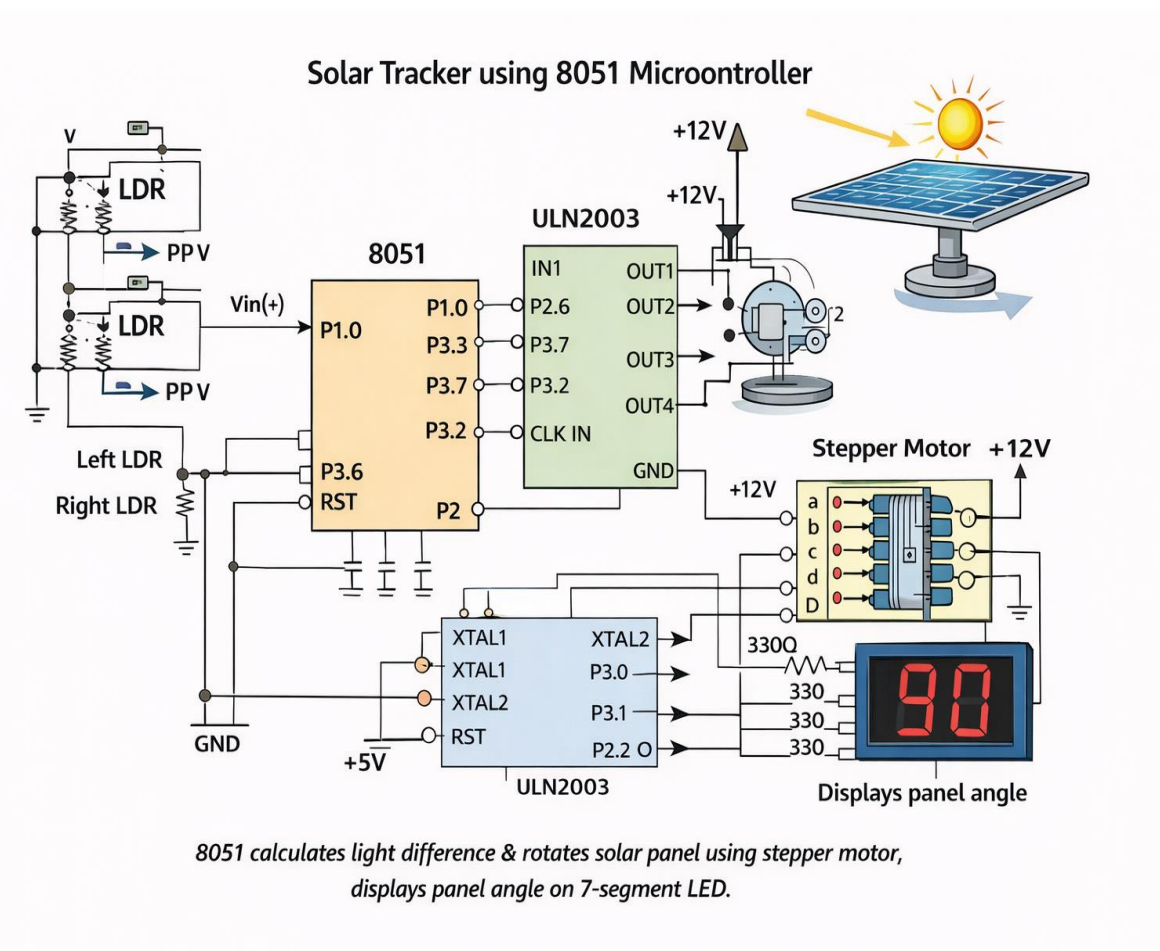 Solar Tracker using 8051 Microontroller
V
LDR
PP V
LDR
PP V
Vin(+)
Left LDR
Right LDR
8051
P1.0
P3.6
RST
P1.0
P3.3
P3.7
P3.2
P2
ULN2003
IN1
P2.6
P3.7
P3.2
CLK IN
OUT1
OUT2
OUT3
OUT4
GND
+12V
+12V
2
Stepper Motor
+12V
+12V
a
b
c
d
D
XTAL1
XTAL1
XTAL2
RST
XTAL2
P3.0
P3.1
P2.2 O
ULN2003
GND
+5V
330Q
330
330
330
90
Displays panel angle
8051 calculates light difference & rotates solar panel using stepper motor,
displays panel angle on 7-segment LED.